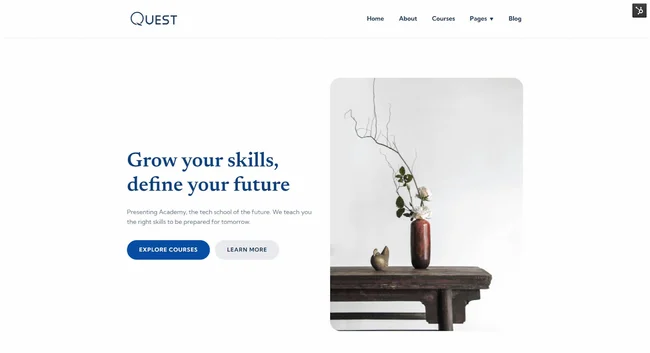 QUEST
Home About Courses Pages ▼ Blog
Grow your skills,
define your future
Presenting Academy, the tech school of the future. We teach you
the right skills to be prepared for tomorrow.
EXPLORE COURSES LEARN MORE